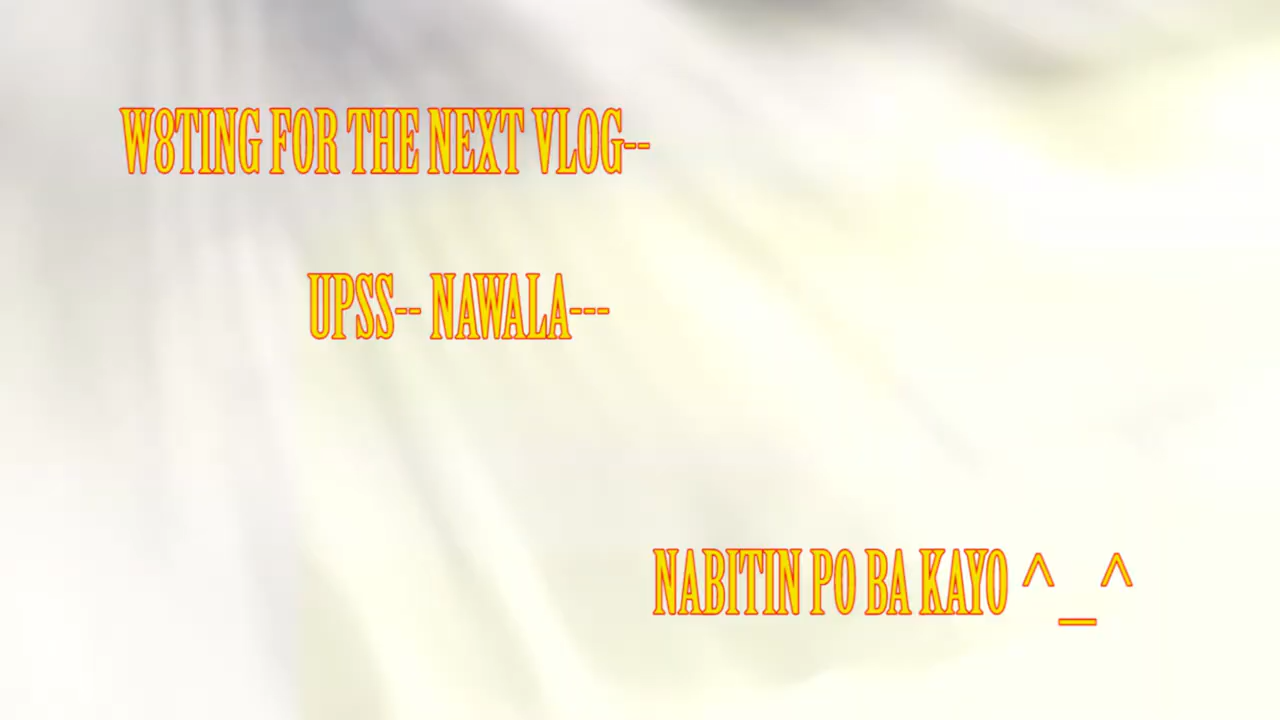 W8TING FOR THE NEXT VLOG--
UPSS-- NAWALA---
NABITIN PO BA KAYO ^_^